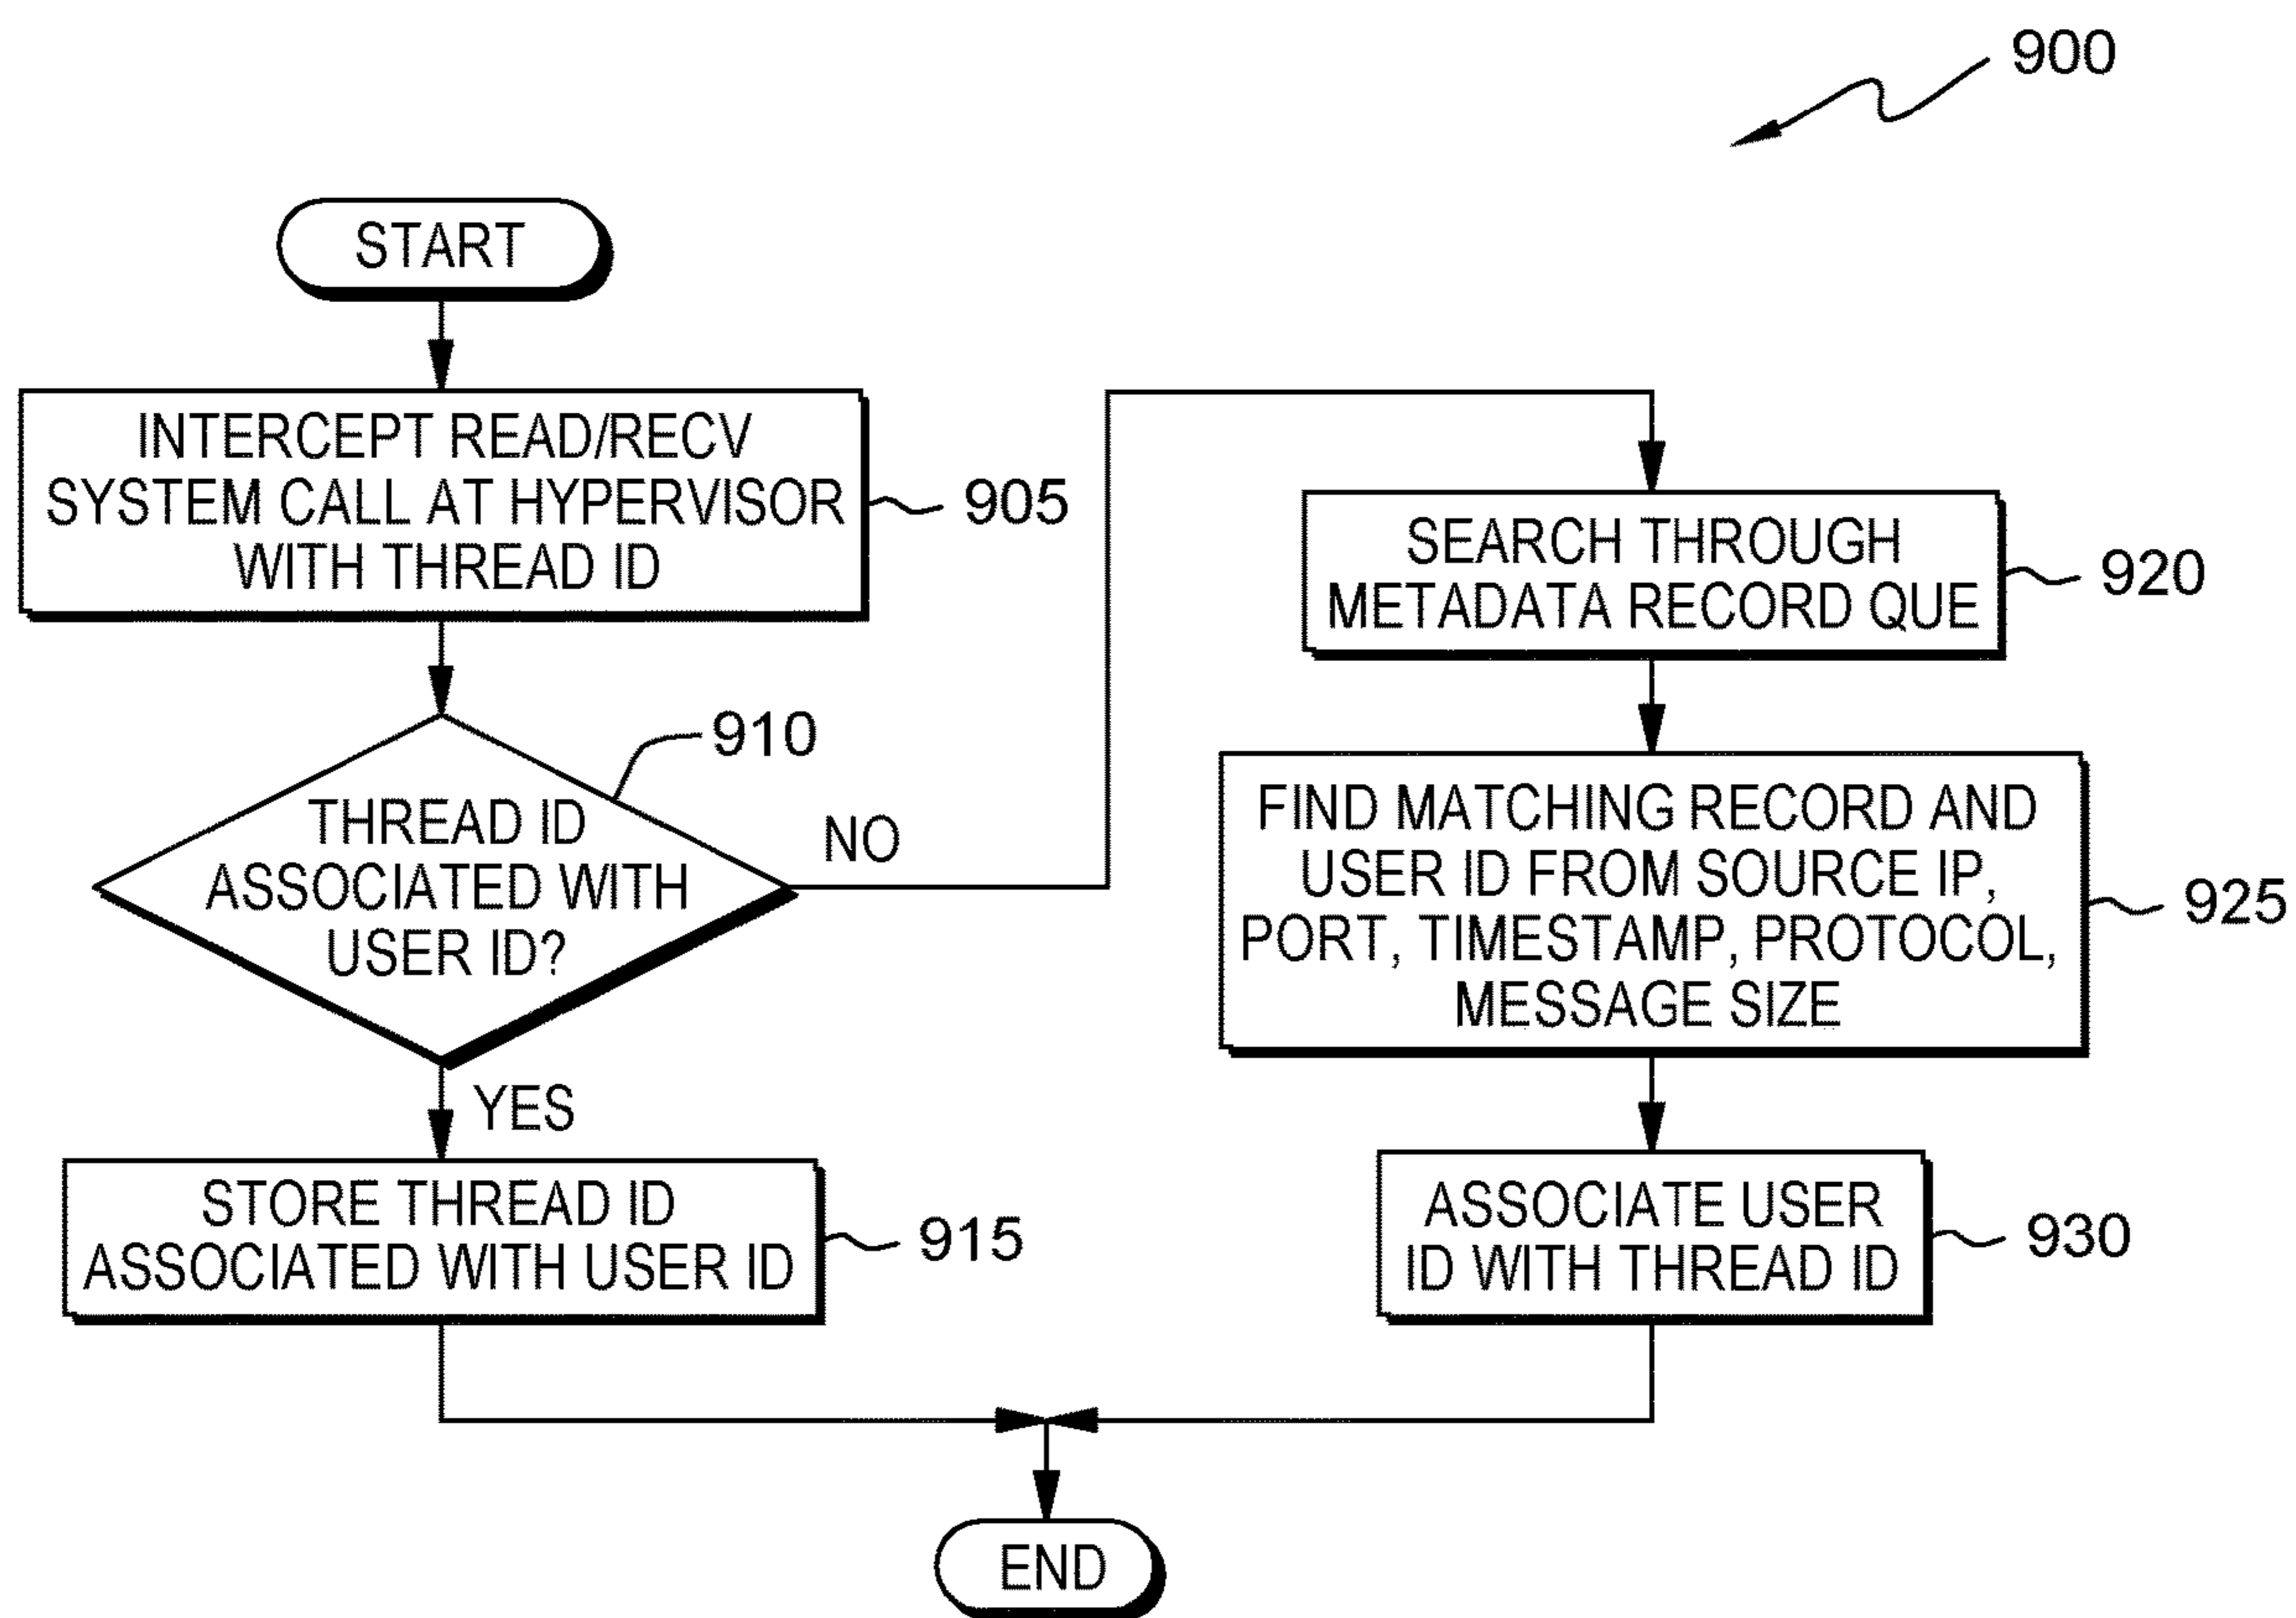 900
START
INTERCEPT READ/RECV
SYSTEM CALL AT HYPERVISOR
WITH THREAD ID
905
910
THREAD ID
ASSOCIATED WITH
USER ID?
NO
YES
STORE THREAD ID
ASSOCIATED WITH USER ID
915
SEARCH THROUGH
METADATA RECORD QUE
920
FIND MATCHING RECORD AND
USER ID FROM SOURCE IP,
PORT, TIMESTAMP, PROTOCOL,
MESSAGE SIZE
925
ASSOCIATE USER
ID WITH THREAD ID
930
END